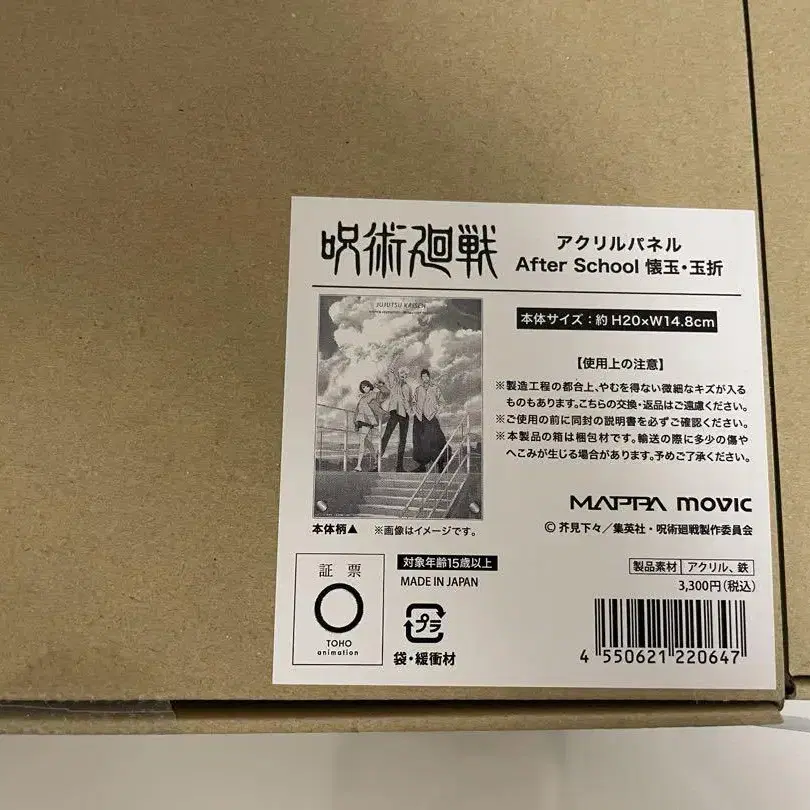 呪術廻戦
アクリルパネル
After School 懐玉・玉折
JUJUTSU KAISEN
本体サイズ：約 H20×W14.8cm
【使用上の注意】
※製造工程の都合上、やむを得ない微細なキズが入る
ものもあります。こちらの交換・返品はご遠慮ください。
※ご使用の前に同封の説明書を必ずご確認ください。
※本製品の箱は梱包材です。輸送の際に多少の傷や
へこみが生じる場合があります。予めご了承ください。
本体柄▲ ※画像はイメージです。
MAPPA movic
© 芥見下々／集英社・呪術廻戦製作委員会
証票
TOHO
animation
対象年齢15歳以上
MADE IN JAPAN
プラ
袋・緩衝材
製品素材 アクリル、鉄
3,300円(税込)
4 550621 220647